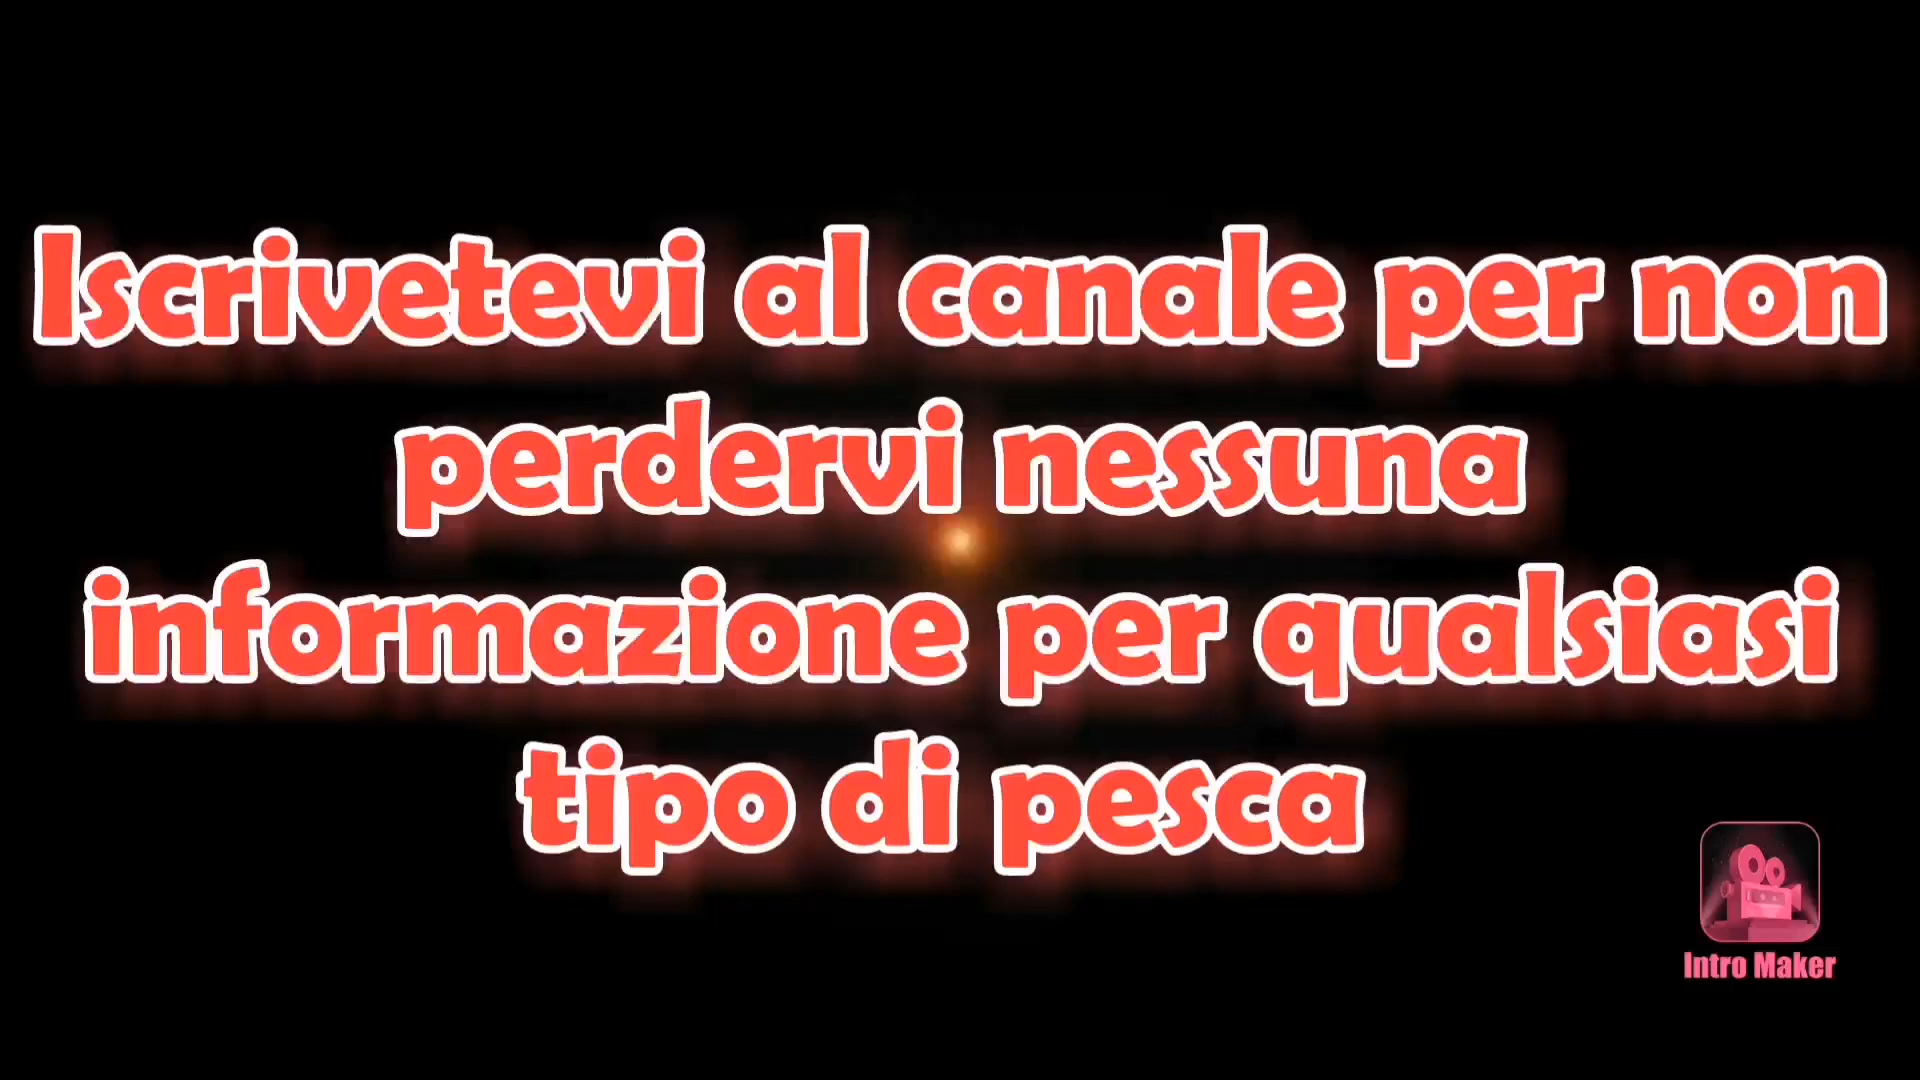 Iscrivetevi al canale per non
perdervi nessuna
informazione per qualsiasi
tipo di pesca
Intro Maker